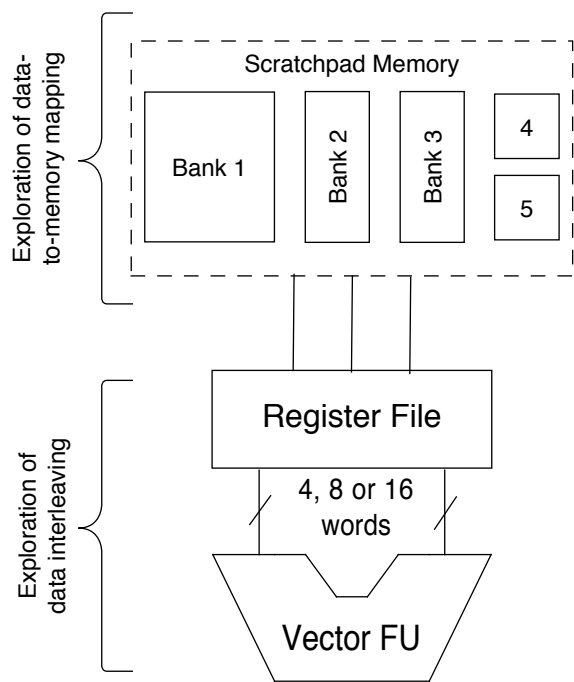 Exploration of data-
to-memory mapping
Scratchpad Memory
Bank 1
Bank 2
Bank 3
4
5
Exploration of
data interleaving
Register File
4, 8 or 16
words
Vector FU